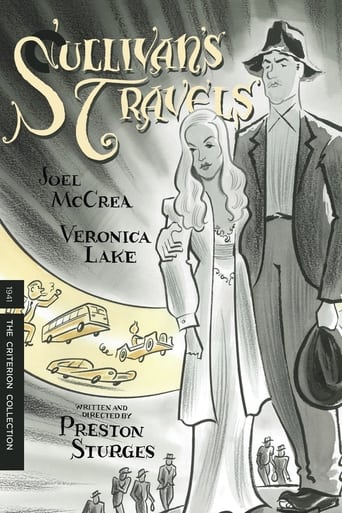 Sullivan's
Travels
Joel
McCrea
Veronica
Lake
1941
THE CRITERION COLLECTION
WRITTEN AND
DIRECTED BY
PRESTON
STURGES